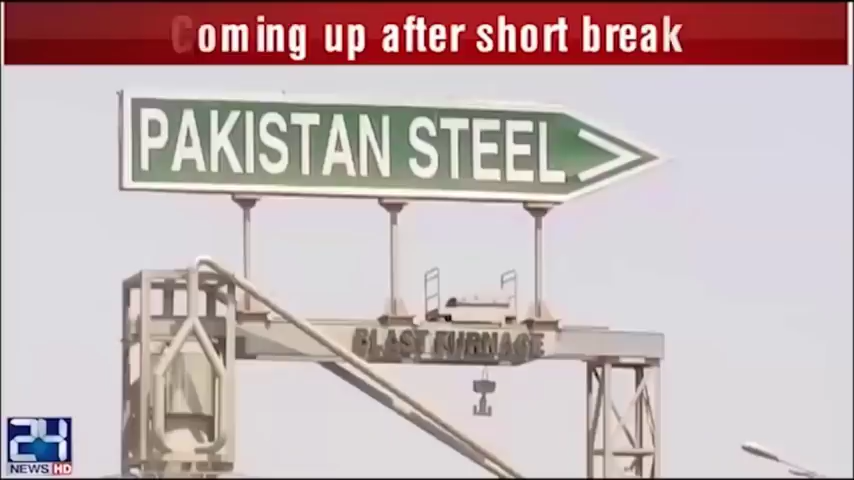 Coming up after short break
PAKISTAN STEEL
BLAST FURNACE
24
NEWS HD